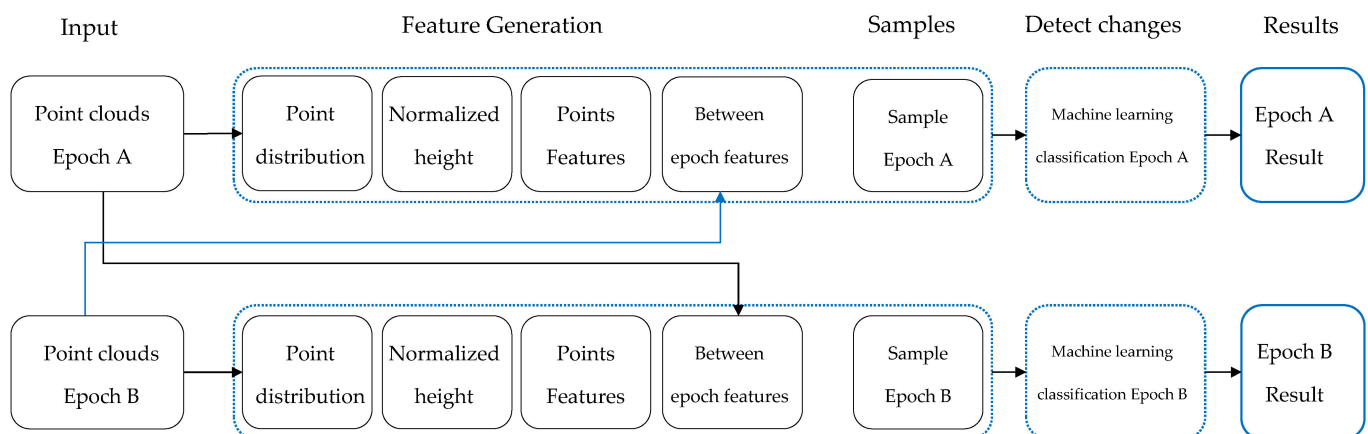 Input
Feature Generation
Samples
Detect changes
Results
Point clouds
Epoch A
Point
distribution
Normalized
height
Points
Features
Between
epoch features
Sample
Epoch A
Machine learning
classification Epoch A
Epoch A
Result
Point clouds
Epoch B
Point
distribution
Normalized
height
Points
Features
Between
epoch features
Sample
Epoch B
Machine learning
classification Epoch B
Epoch B
Result